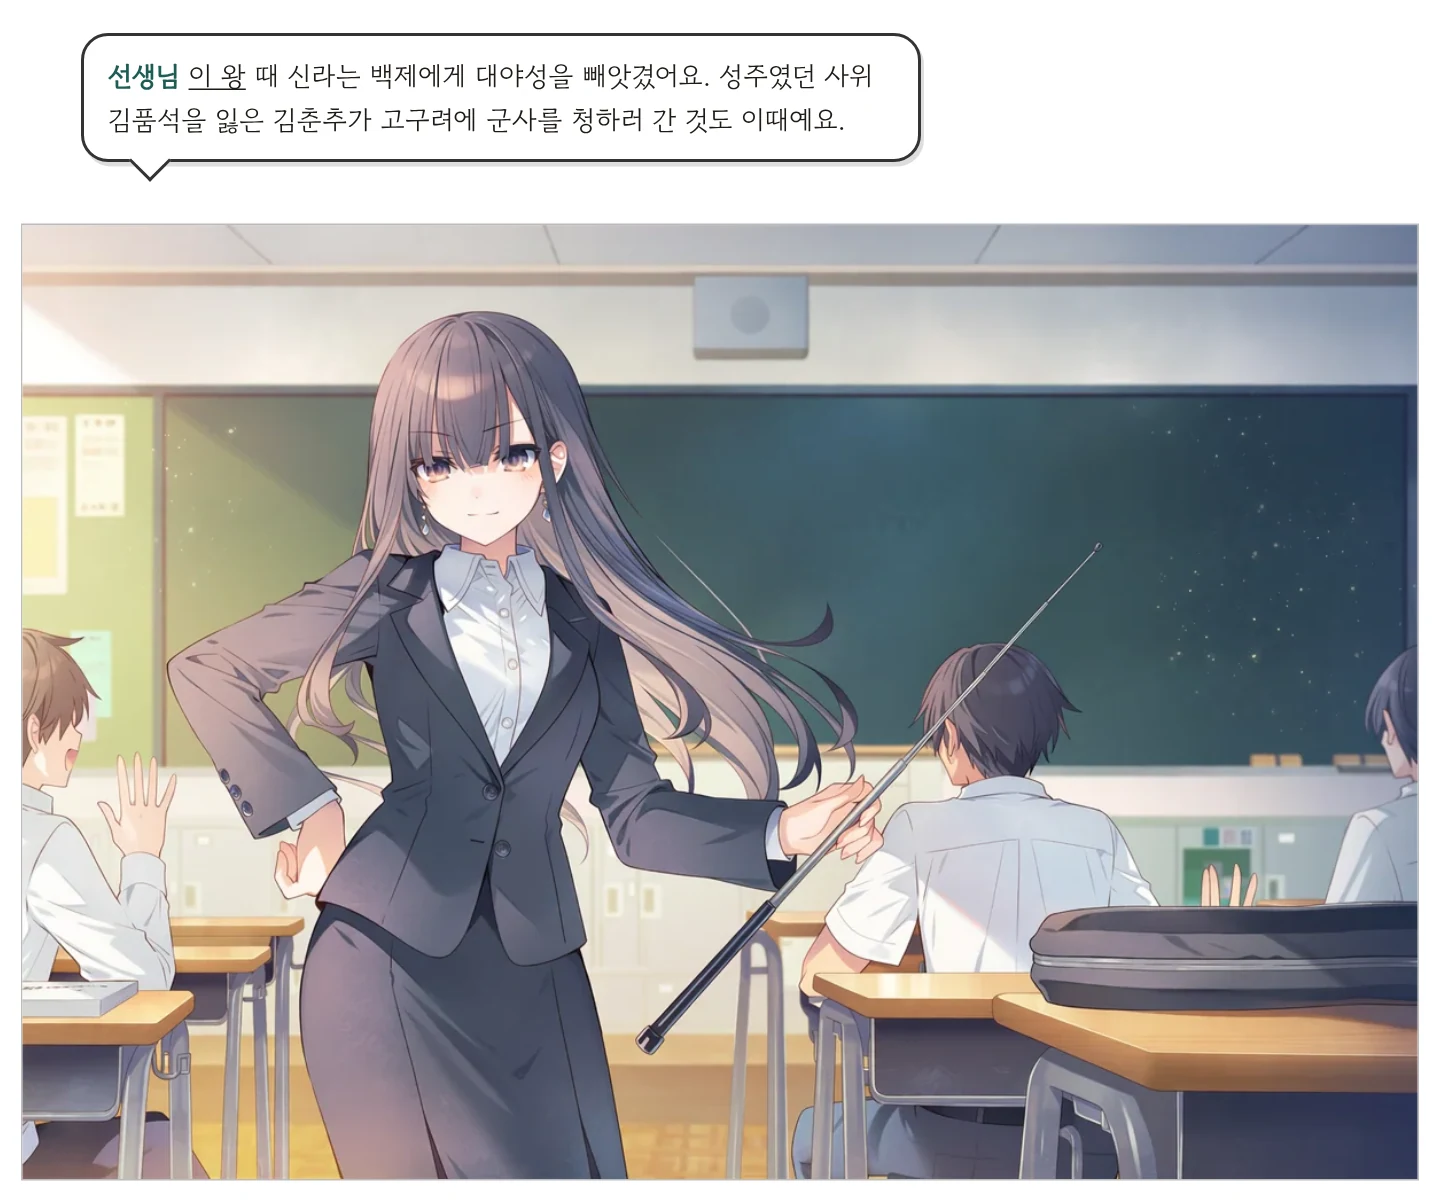 선생님 이 왕 때 신라는 백제에게 대야성을 빼앗겼어요. 성주였던 사위
김품석을 잃은 김춘추가 고구려에 군사를 청하러 간 것도 이때예요.